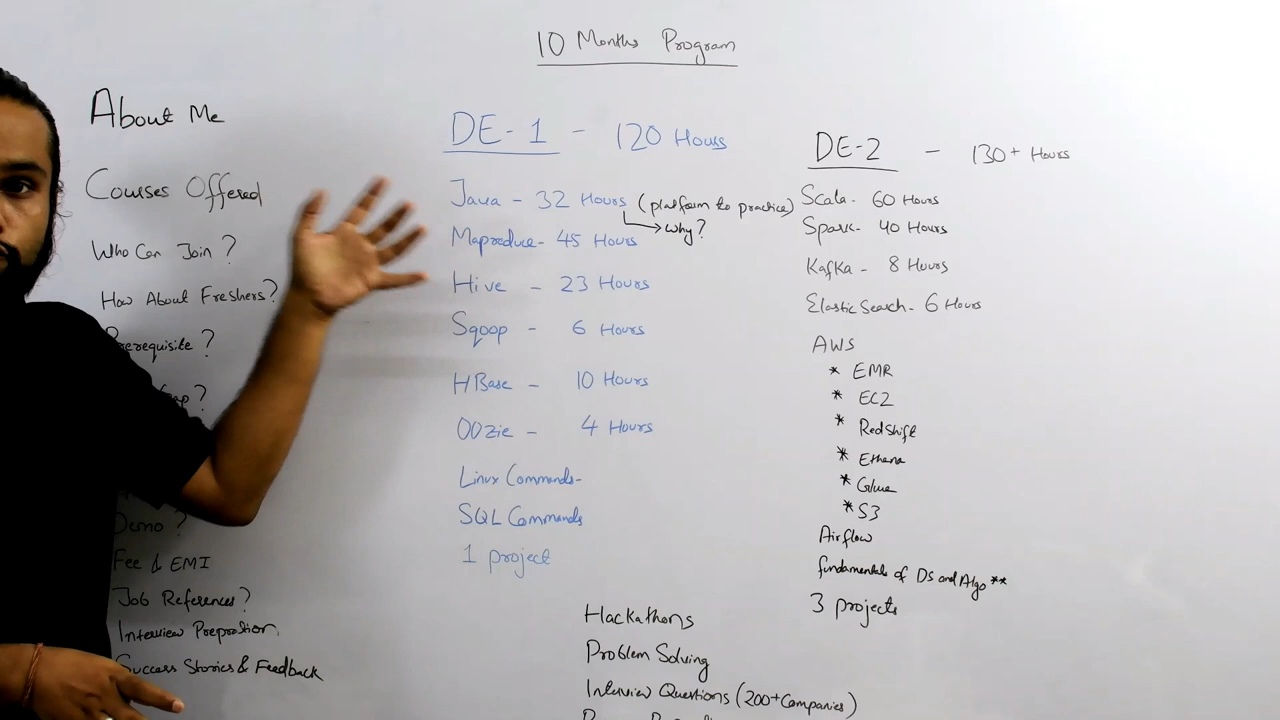 10 Months Program
About Me
Courses Offered
Who Can Join ?
How About Freshers?
Prerequisite ?
?
Demo ?
Fee & EMI
Job References?
Interview Prepration
Success Stories & Feedback
DE-1 - 120 Hours
Java - 32 Hours (platform to practice)
→ why?
Mapreduce- 45 Hours
Hive - 23 Hours
Sqoop - 6 Hours
HBase - 10 Hours
OOzie - 4 Hours
Linux Commands-
SQL Commands
1 project
DE-2 - 130+ Hours
Scala- 60 Hours
Spark- 40 Hours
Kafka - 8 Hours
Elastic Search- 6 Hours
AWS
* EMR
* EC2
* Redshift
* Ethena
* Glue
* S3
Airflow
fundamentals of DS and Algo **
3 projects
Hackathons
Problem Solving
Interview Questions (200+Companies)